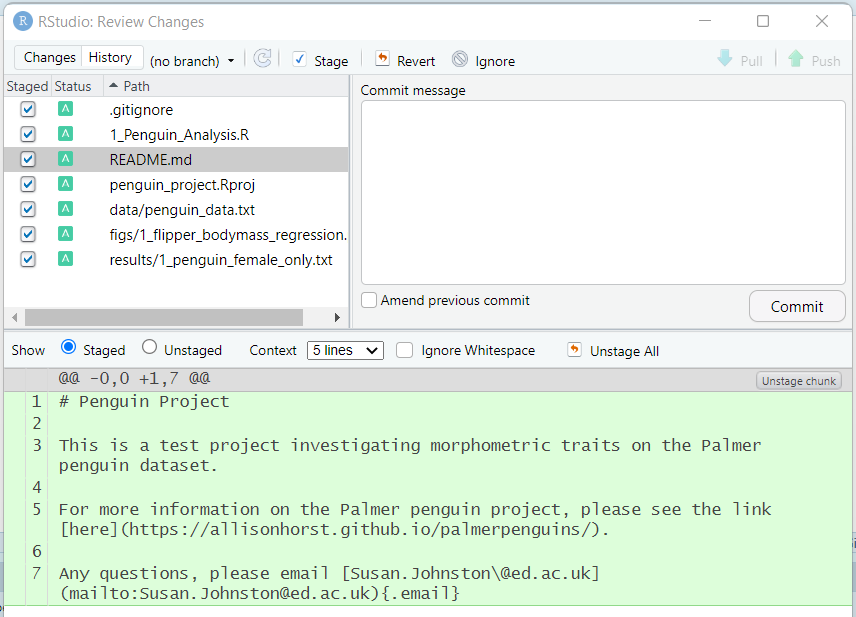 R RStudio: Review Changes
Changes History (no branch) Stage Revert Ignore Pull Push
Staged Status Path
A .gitignore
A 1_Penguin_Analysis.R
A README.md
A penguin_project.Rproj
A data/penguin_data.txt
A figs/1_flipper_bodymass_regression.
A results/1_penguin_female_only.txt
Commit message
Amend previous commit
Commit
Show Staged Unstaged Context 5 lines Ignore Whitespace Unstage All
@@ -0,0 +1,7 @@ Unstage chunk
1 # Penguin Project
2
3 This is a test project investigating morphometric traits on the Palmer
penguin dataset.
4
5 For more information on the Palmer penguin project, please see the link
[here](https://allisonhorst.github.io/palmerpenguins/).
6
7 Any questions, please email [Susan.Johnston\@ed.ac.uk]
(mailto:Susan.Johnston@ed.ac.uk){.email}